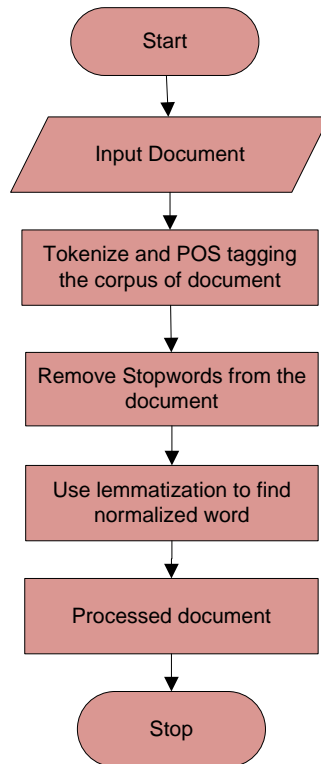 Start
Input Document
Tokenize and POS tagging
the corpus of document
Remove Stopwords from the
document
Use lemmatization to find
normalized word
Processed document
Stop